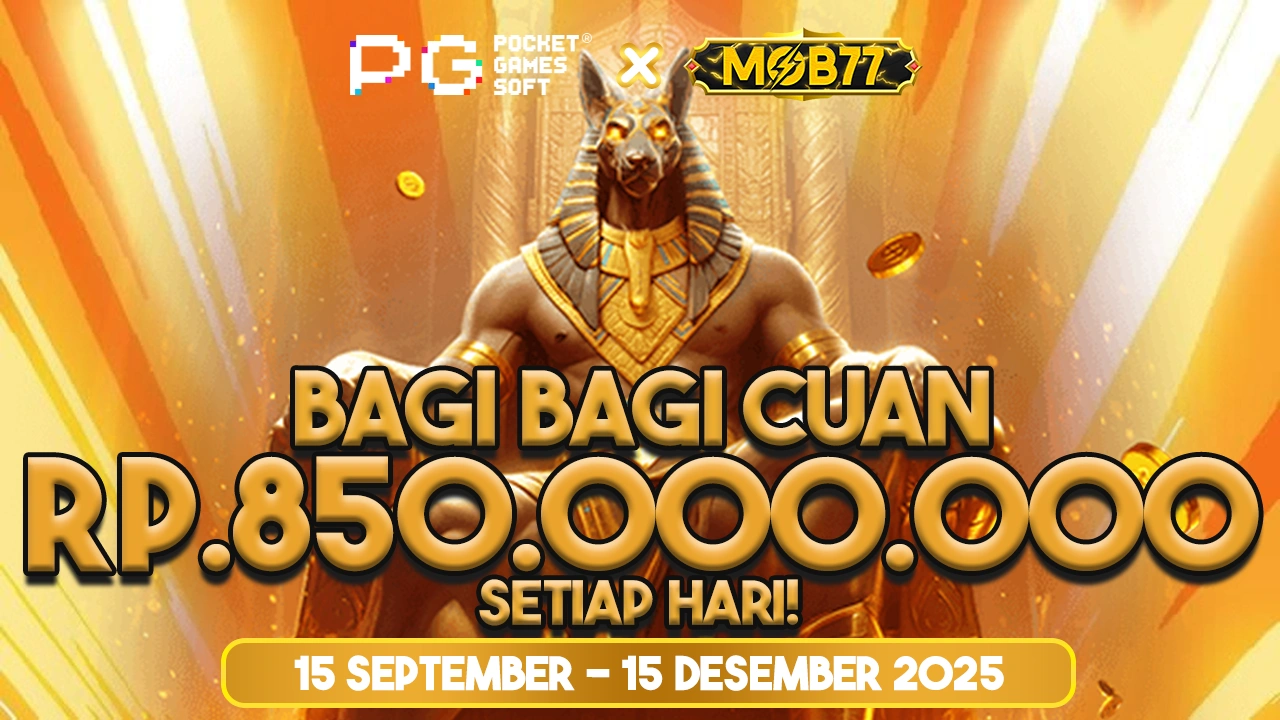 PG POCKET® GAMES SOFT X MOB77
BAGI BAGI CUAN
RP.850.000.000
SETIAP HARI!
15 SEPTEMBER - 15 DESEMBER 2025